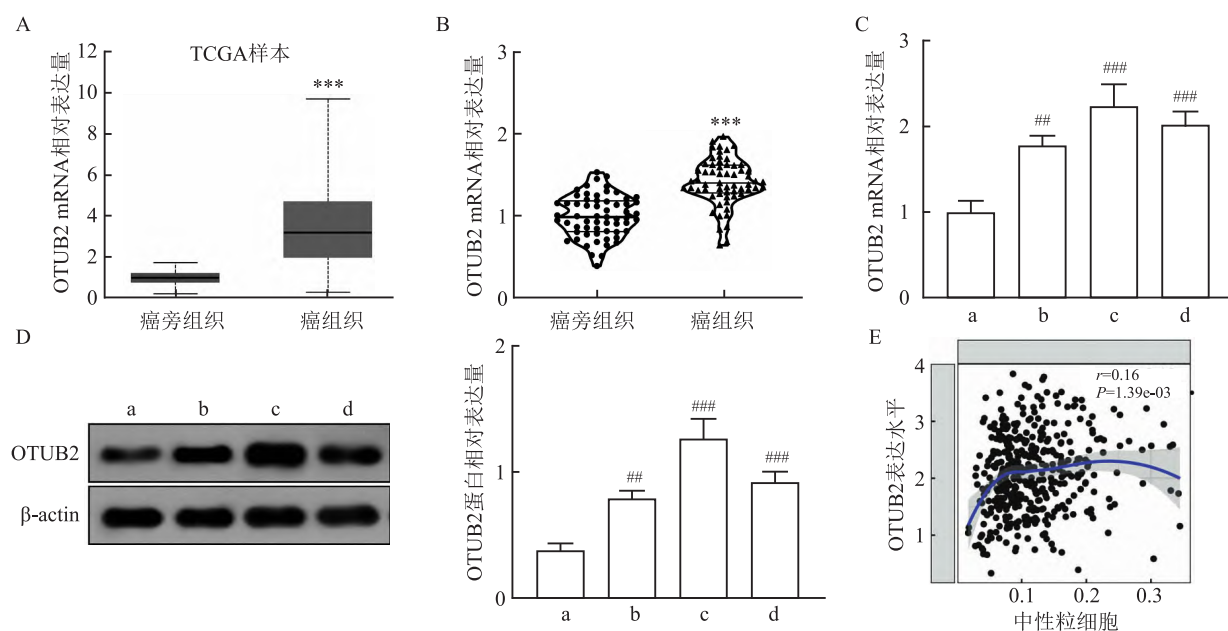 A
TCGA样本
OTUB2 mRNA相对表达量
12
10
8
6
4
2
0
***
癌旁组织
癌组织
B
OTUB2 mRNA相对表达量
3
2
1
0
***
癌旁组织
癌组织
C
OTUB2 mRNA相对表达量
3
2
1
0
##
###
###
a
b
c
d
D
a
b
c
d
OTUB2
β-actin
OTUB2蛋白相对表达量
2
1
0
##
###
###
a
b
c
d
E
OTUB2表达水平
4
3
2
1
r=0.16
P=1.39e-03
0.1
0.2
0.3
中性粒细胞